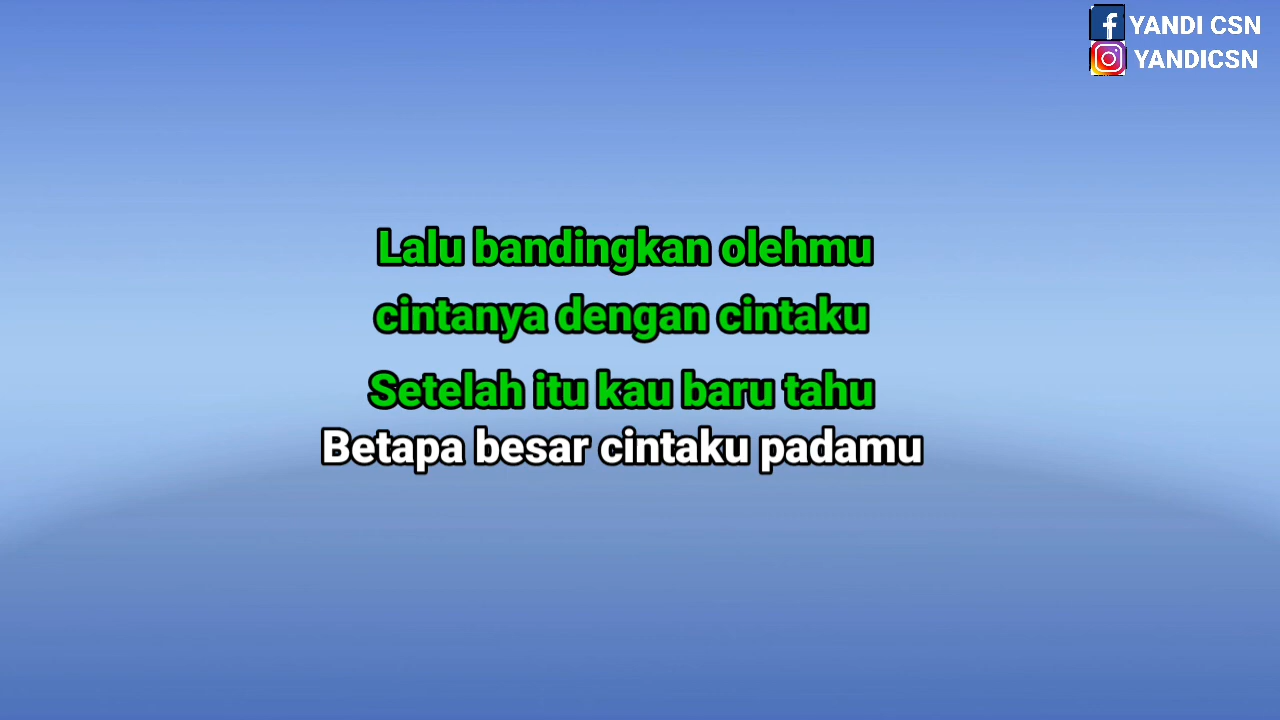 YANDI CSN
YANDICSN
Lalu bandingkan olehmu
cintanya dengan cintaku
Setelah itu kau baru tahu
Betapa besar cintaku padamu